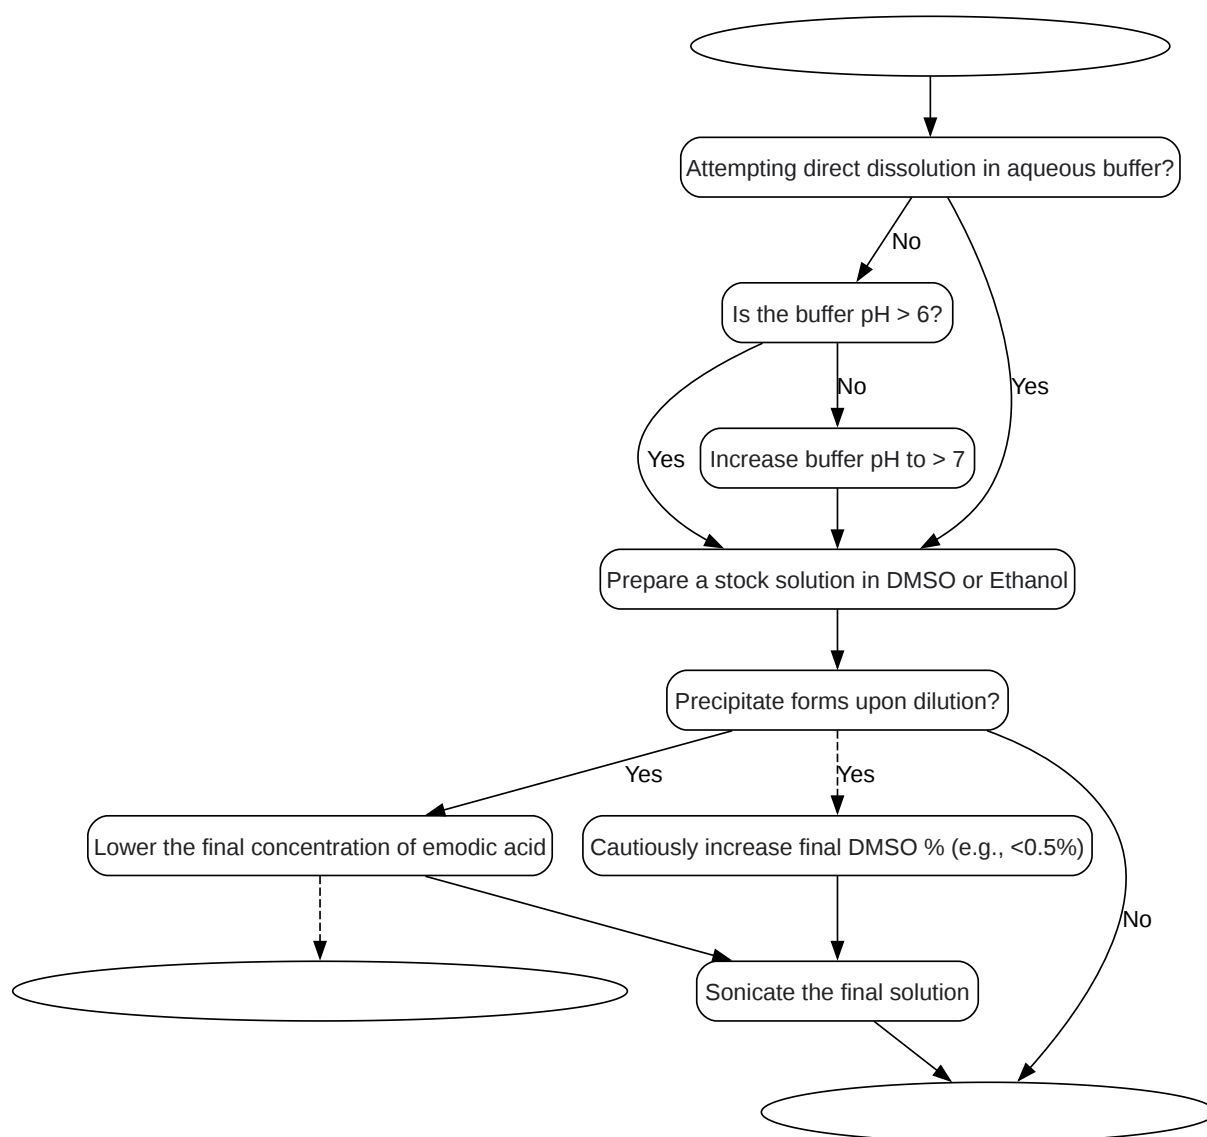 Attempting direct dissolution in aqueous buffer?
No
Is the buffer pH > 6?
No
Yes
Yes
Increase buffer pH to > 7
Prepare a stock solution in DMSO or Ethanol
Precipitate forms upon dilution?
Yes
Yes
Lower the final concentration of emodic acid
Cautiously increase final DMSO % (e.g., <0.5%)
No
Sonicate the final solution